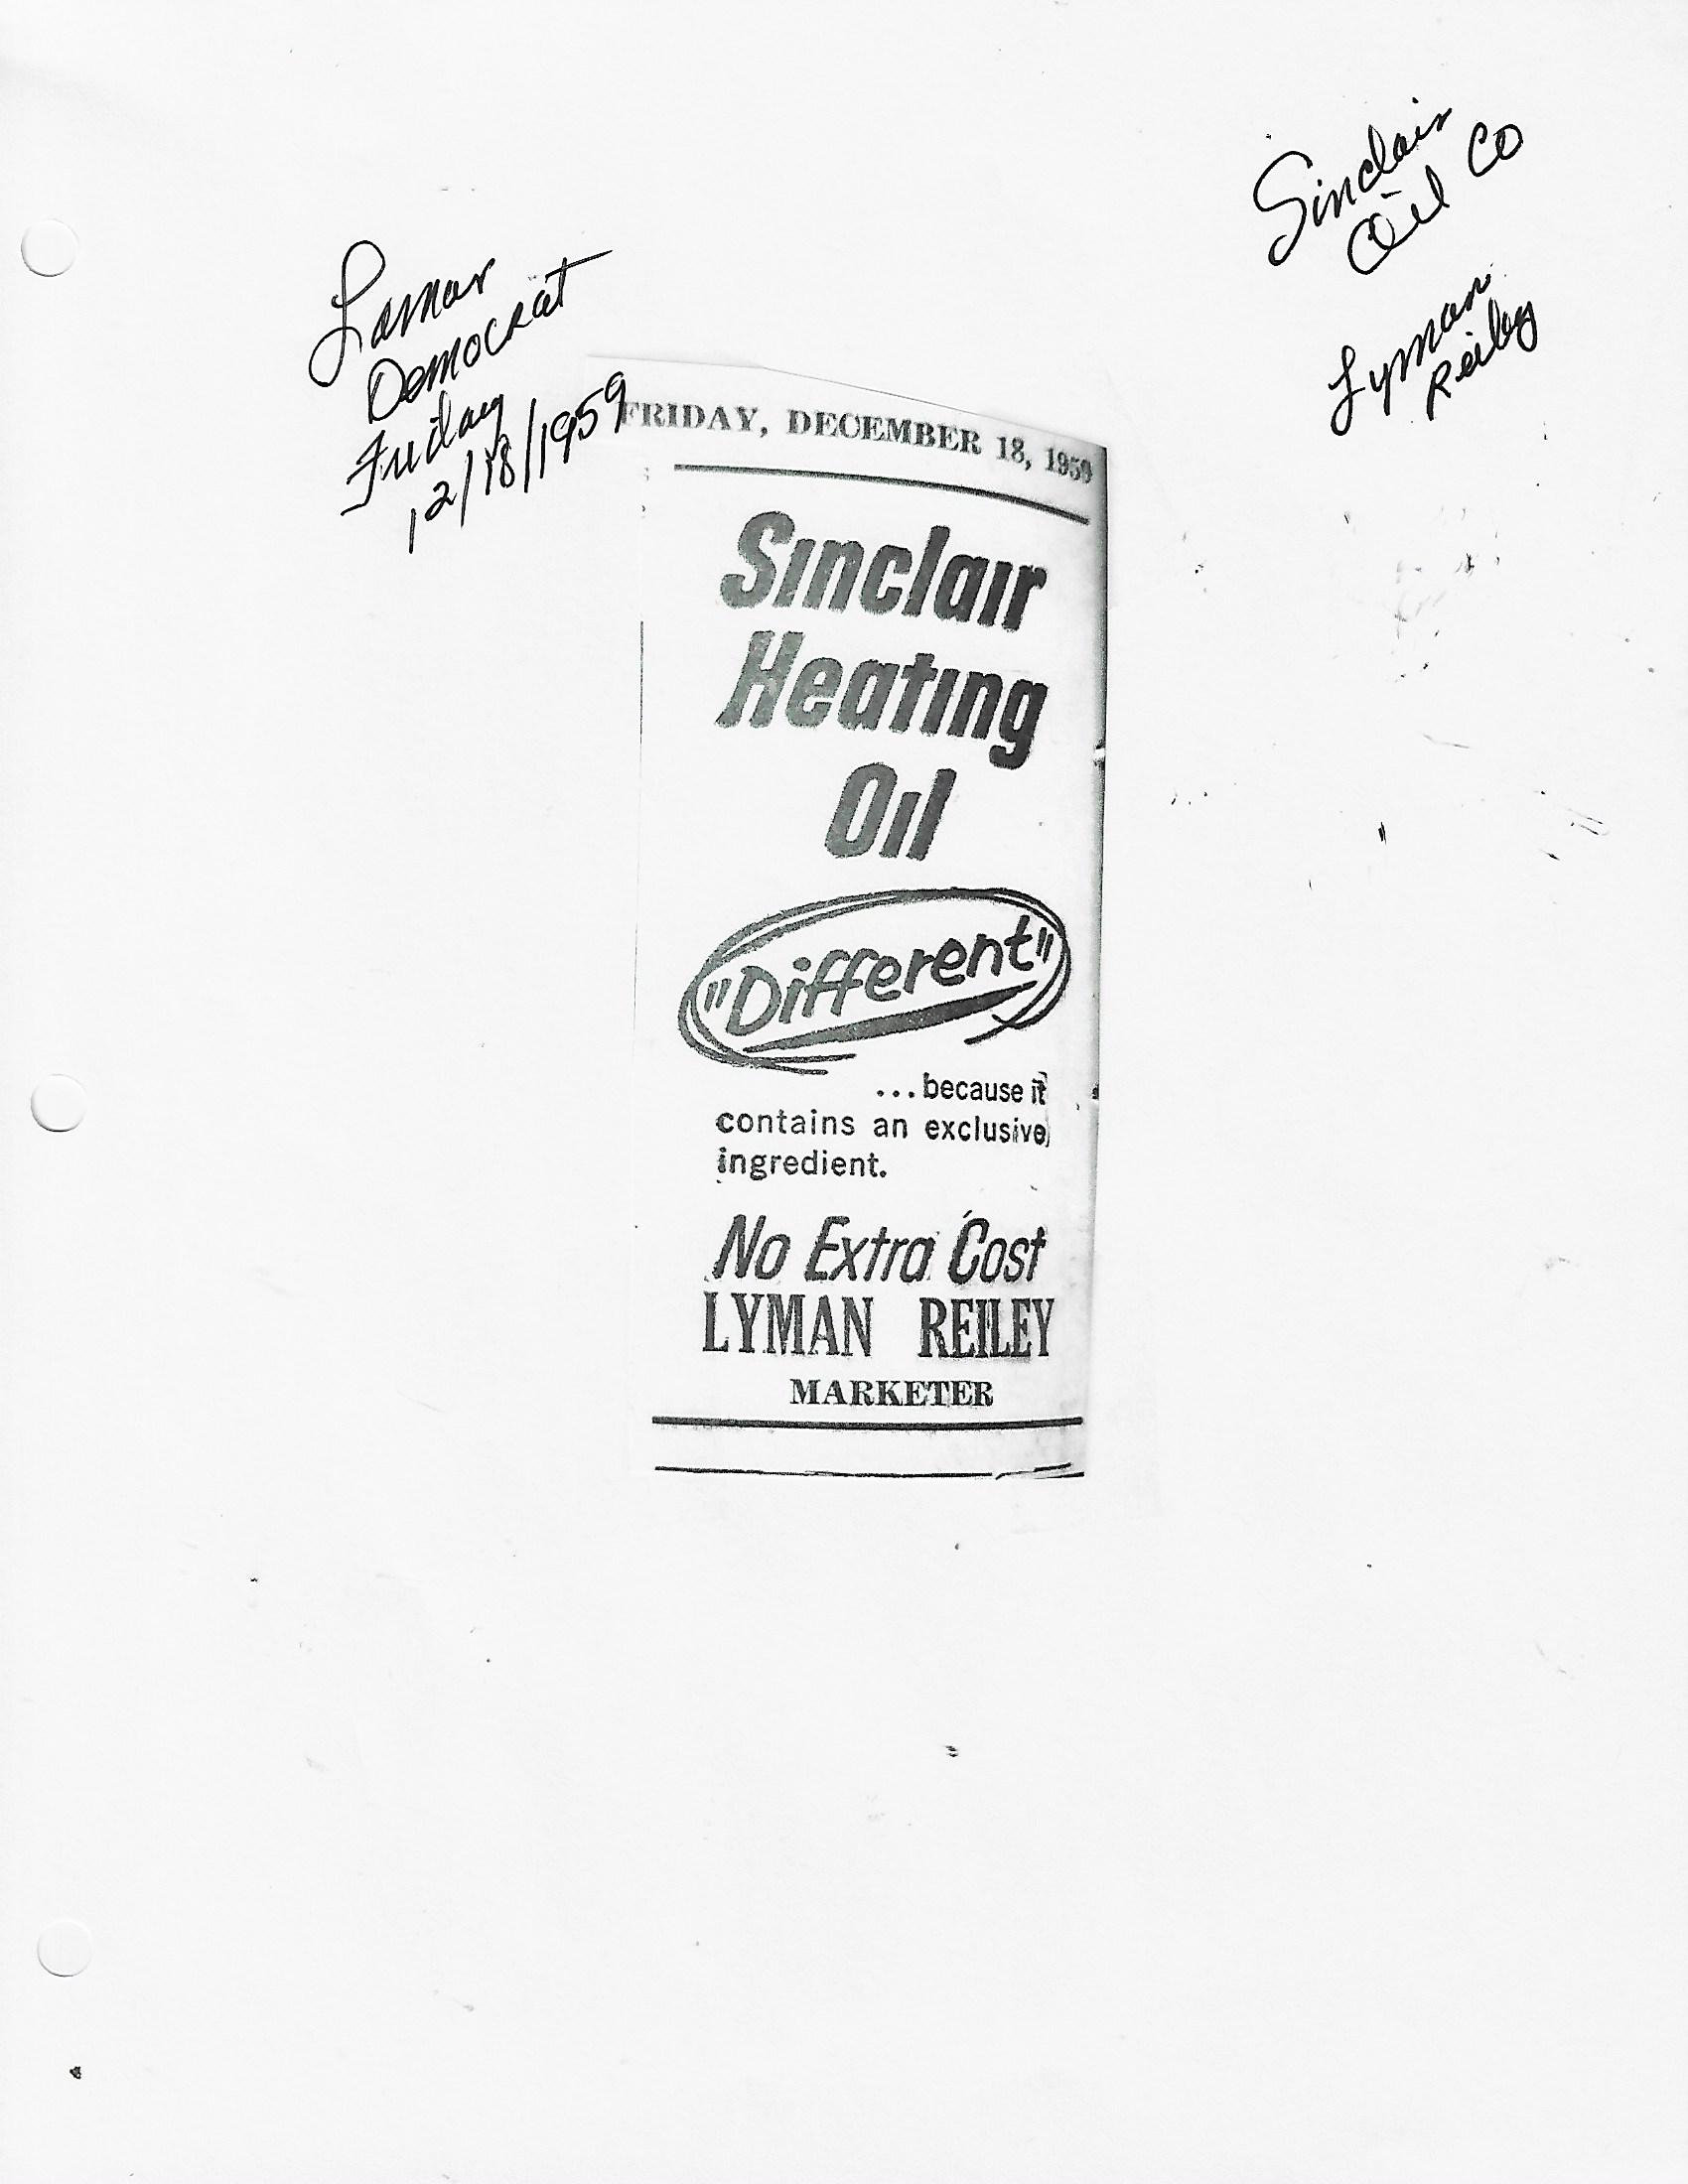 Sinclair
Oil Co
Lyman
Reiley
Lamar
Democrat
Friday
12/18/1959
FRIDAY, DECEMBER 18, 1959
Sinclair
Heating
Oil
"Different"
...because it
contains an exclusive
ingredient.
No Extra Cost
LYMAN REILEY
MARKETER